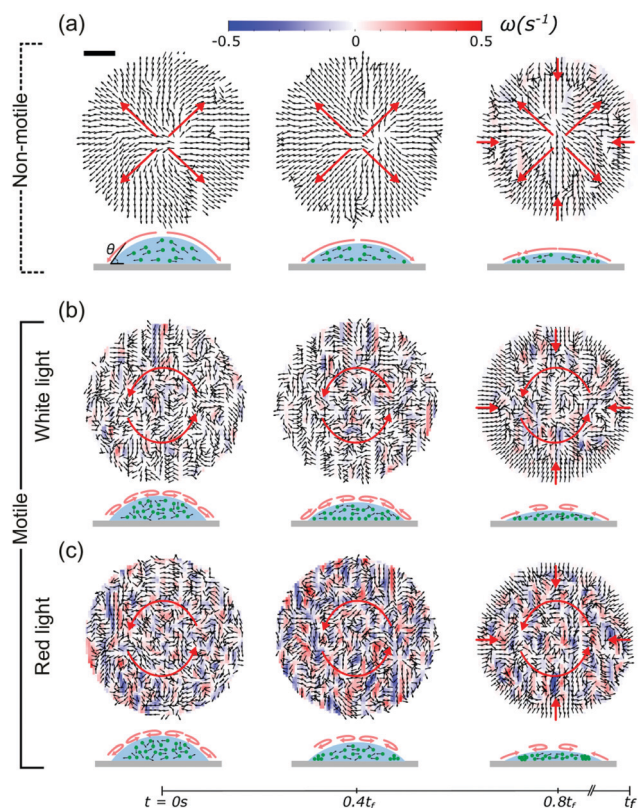 (a)
-0.5 0 0.5 ω(s⁻¹)
Non-motile
θ
(b)
White light
Motile
(c)
Red light
t = 0s 0.4t_f 0.8t_f t_f